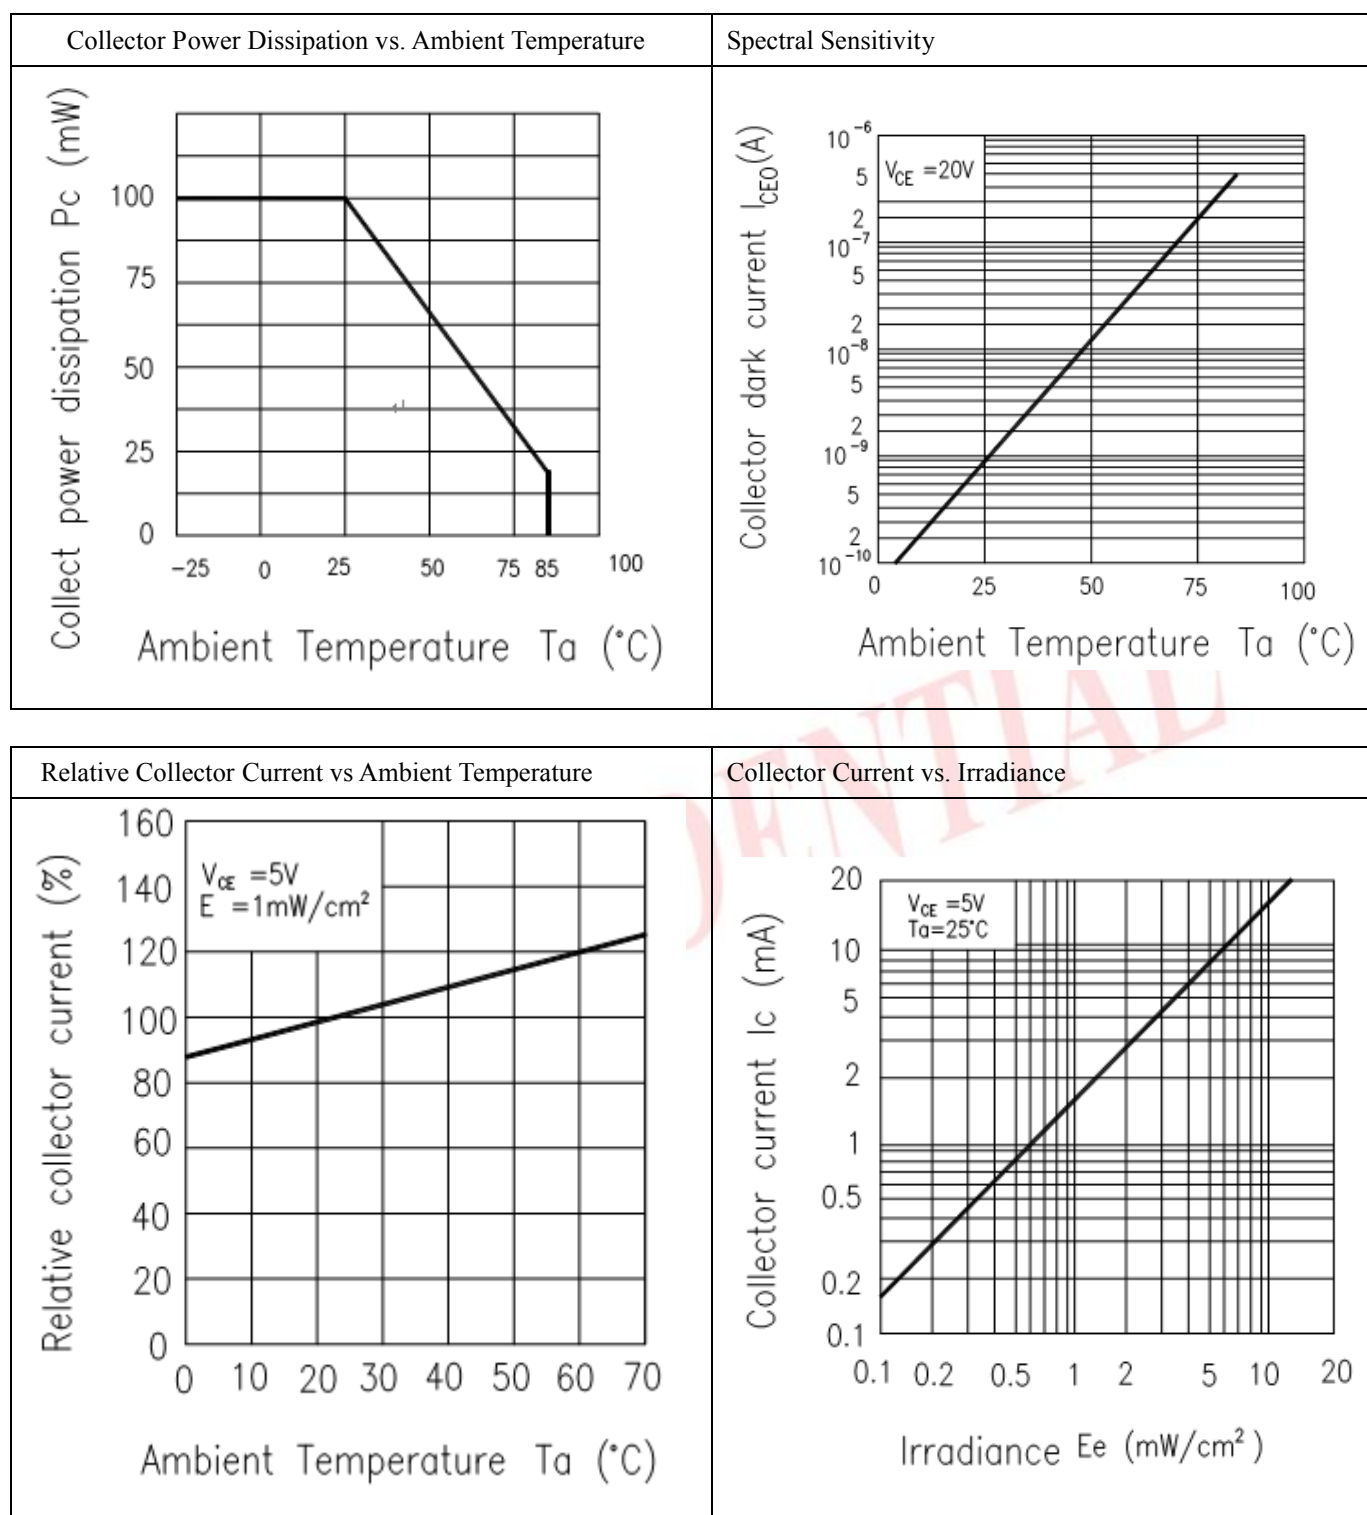 Collector Power Dissipation vs. Ambient Temperature
Spectral Sensitivity
Collect power dissipation Pc (mW)
100
75
50
25
0
-25 0 25 50 75 85 100
Ambient Temperature Ta (°C)
Collector dark current ICEO(A)
VCE =20V
10-6
5
2
10-7
5
2
10-8
5
2
10-9
5
2
10-10
0 25 50 75 100
Ambient Temperature Ta (°C)
Relative Collector Current vs Ambient Temperature
Collector Current vs. Irradiance
Relative collector current (%)
VCE =5V
E =1mW/cm²
160
140
120
100
80
60
40
20
0
0 10 20 30 40 50 60 70
Ambient Temperature Ta (°C)
Collector current Ic (mA)
VCE =5V
Ta=25°C
20
10
5
2
1
0.5
0.2
0.1
0.1 0.2 0.5 1 2 5 10 20
Irradiance Ee (mW/cm²)
DENTIAL